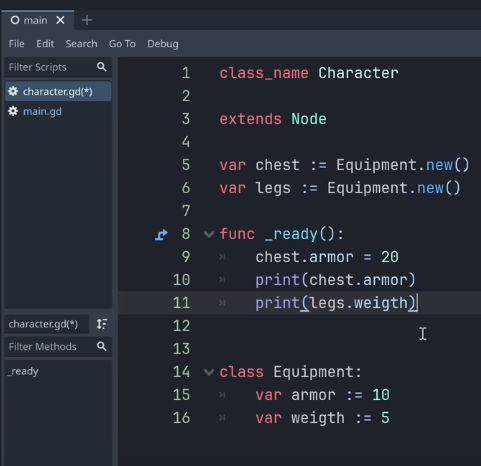 main
File Edit Search Go To Debug
Filter Scripts
character.gd(*)
main.gd
character.gd(*)
Filter Methods
_ready
1 class_name Character
2
3 extends Node
4
5 var chest := Equipment.new()
6 var legs := Equipment.new()
7
8 func _ready():
9 chest.armor = 20
10 print(chest.armor)
11 print(legs.weigth)
12
13
14 class Equipment:
15 var armor := 10
16 var weigth := 5